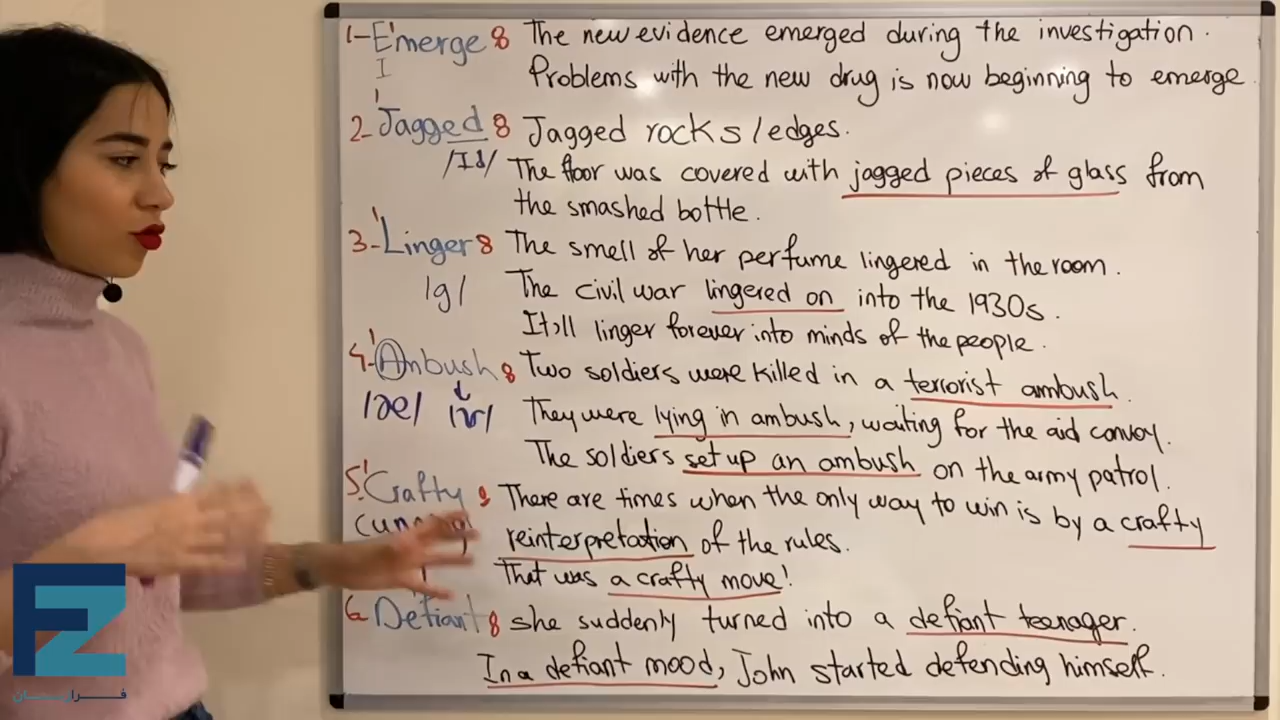 1- Emerge : The new evidence emerged during the investigation.
I
Problems with the new drug is now beginning to emerge
2- Jagged : Jagged rocks/edges.
/Id/
The floor was covered with jagged pieces of glass from
the smashed bottle.
3- Linger : The smell of her perfume lingered in the room.
/g/
The civil war lingered on into the 1930s.
It'll linger forever into minds of the people.
4- Ambush : Two soldiers were killed in a terrorist ambush.
/æ/ /ʊ/
They were lying in ambush, waiting for the aid convoy.
The soldiers set up an ambush on the army patrol.
5- Crafty : There are times when the only way to win is by a crafty
reinterpretation of the rules.
That was a crafty move!
6- Defiant : she suddenly turned into a defiant teenager.
In a defiant mood, John started defending himself.
FZ
فرازبان